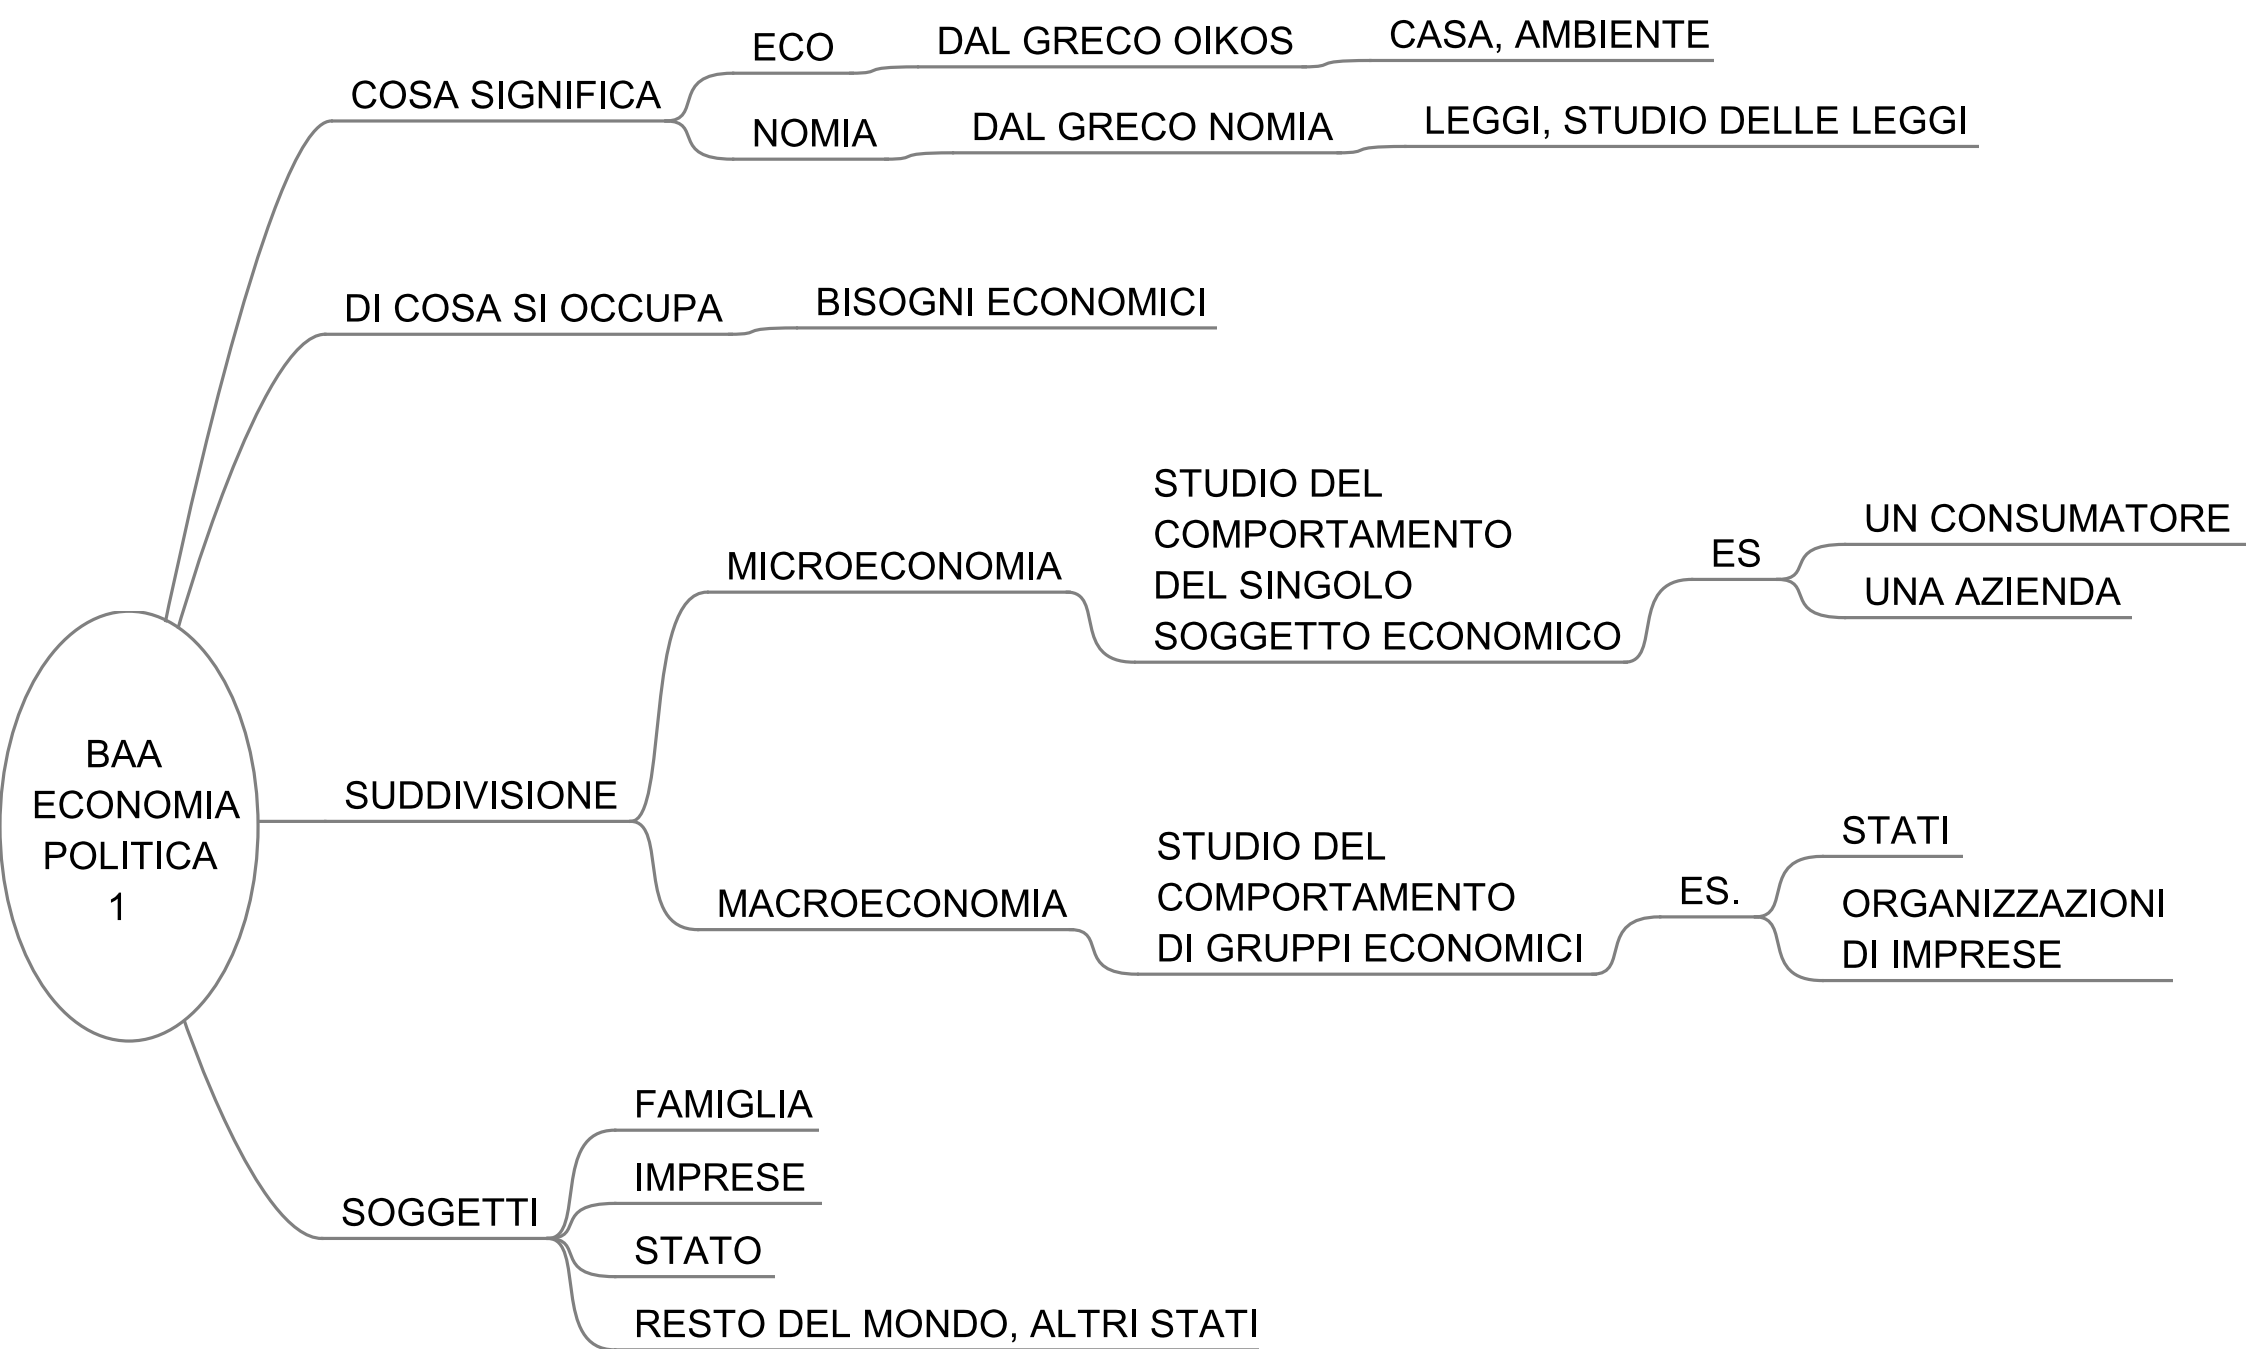 ECO
DAL GRECO OIKOS
CASA, AMBIENTE
COSA SIGNIFICA
NOMIA
DAL GRECO NOMIA
LEGGI, STUDIO DELLE LEGGI
DI COSA SI OCCUPA
BISOGNI ECONOMICI
BAA
ECONOMIA
POLITICA
1
SUDDIVISIONE
MICROECONOMIA
STUDIO DEL
COMPORTAMENTO
DEL SINGOLO
SOGGETTO ECONOMICO
ES
UN CONSUMATORE
UNA AZIENDA
MACROECONOMIA
STUDIO DEL
COMPORTAMENTO
DI GRUPPI ECONOMICI
ES.
STATI
ORGANIZZAZIONI
DI IMPRESE
SOGGETTI
FAMIGLIA
IMPRESE
STATO
RESTO DEL MONDO, ALTRI STATI